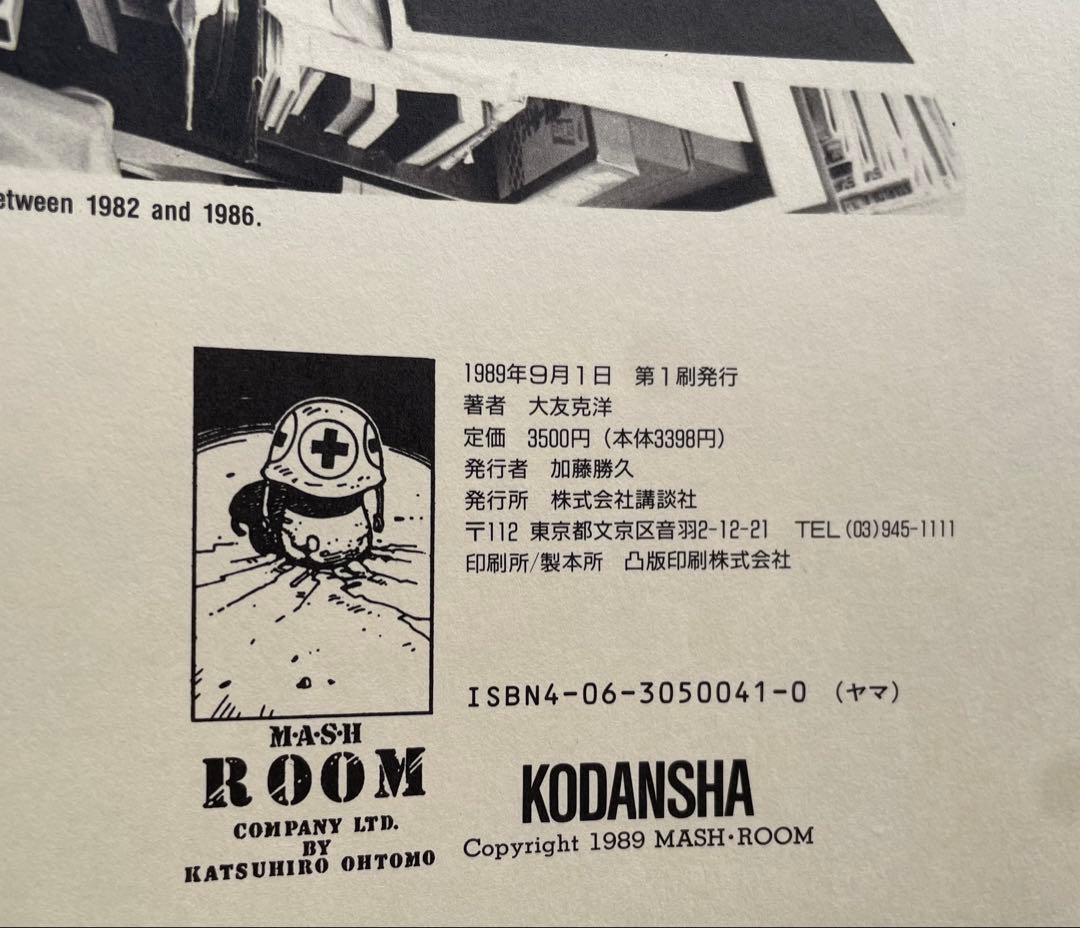 between 1982 and 1986.
1989年9月1日 第1刷発行
著者 大友克洋
定価 3500円（本体3398円）
発行者 加藤勝久
発行所 株式会社講談社
〒112 東京都文京区音羽2-12-21 TEL(03)945-1111
印刷所/製本所 凸版印刷株式会社
ISBN4-06-3050041-0 （ヤマ）
M·A·S·H
ROOM
COMPANY LTD.
BY
KATSUHIRO OHTOMO
KODANSHA
Copyright 1989 MASH·ROOM